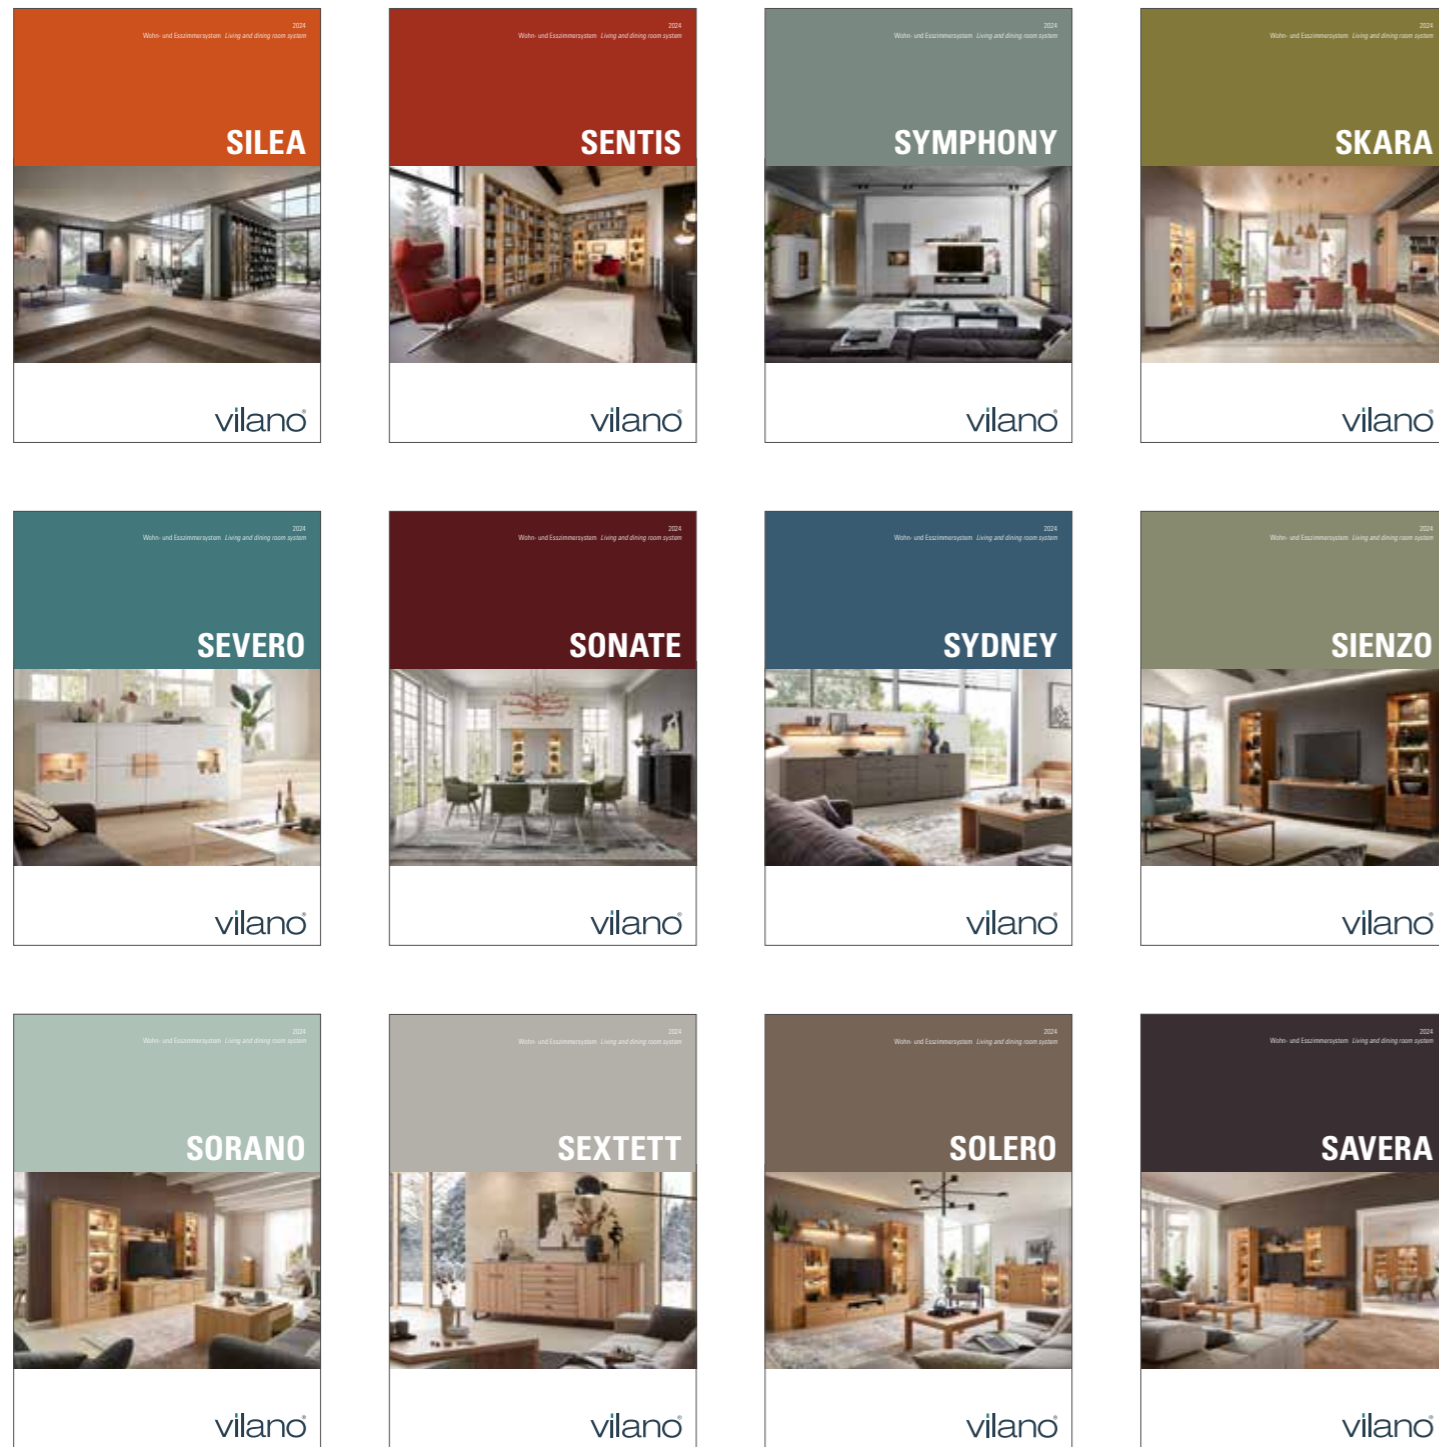 2024
Wohn- und Esszimmersystem Living and dining room system
SILEA
vilano®
2024
Wohn- und Esszimmersystem Living and dining room system
SENTIS
vilano®
2024
Wohn- und Esszimmersystem Living and dining room system
SYMPHONY
vilano®
2024
Wohn- und Esszimmersystem Living and dining room system
SKARA
vilano®
2024
Wohn- und Esszimmersystem Living and dining room system
SEVERO
vilano®
2024
Wohn- und Esszimmersystem Living and dining room system
SONATE
vilano®
2024
Wohn- und Esszimmersystem Living and dining room system
SYDNEY
vilano®
2024
Wohn- und Esszimmersystem Living and dining room system
SIENZO
vilano®
2024
Wohn- und Esszimmersystem Living and dining room system
SORANO
vilano®
2024
Wohn- und Esszimmersystem Living and dining room system
SEXTETT
vilano®
2024
Wohn- und Esszimmersystem Living and dining room system
SOLERO
vilano®
2024
Wohn- und Esszimmersystem Living and dining room system
SAVERA
vilano®